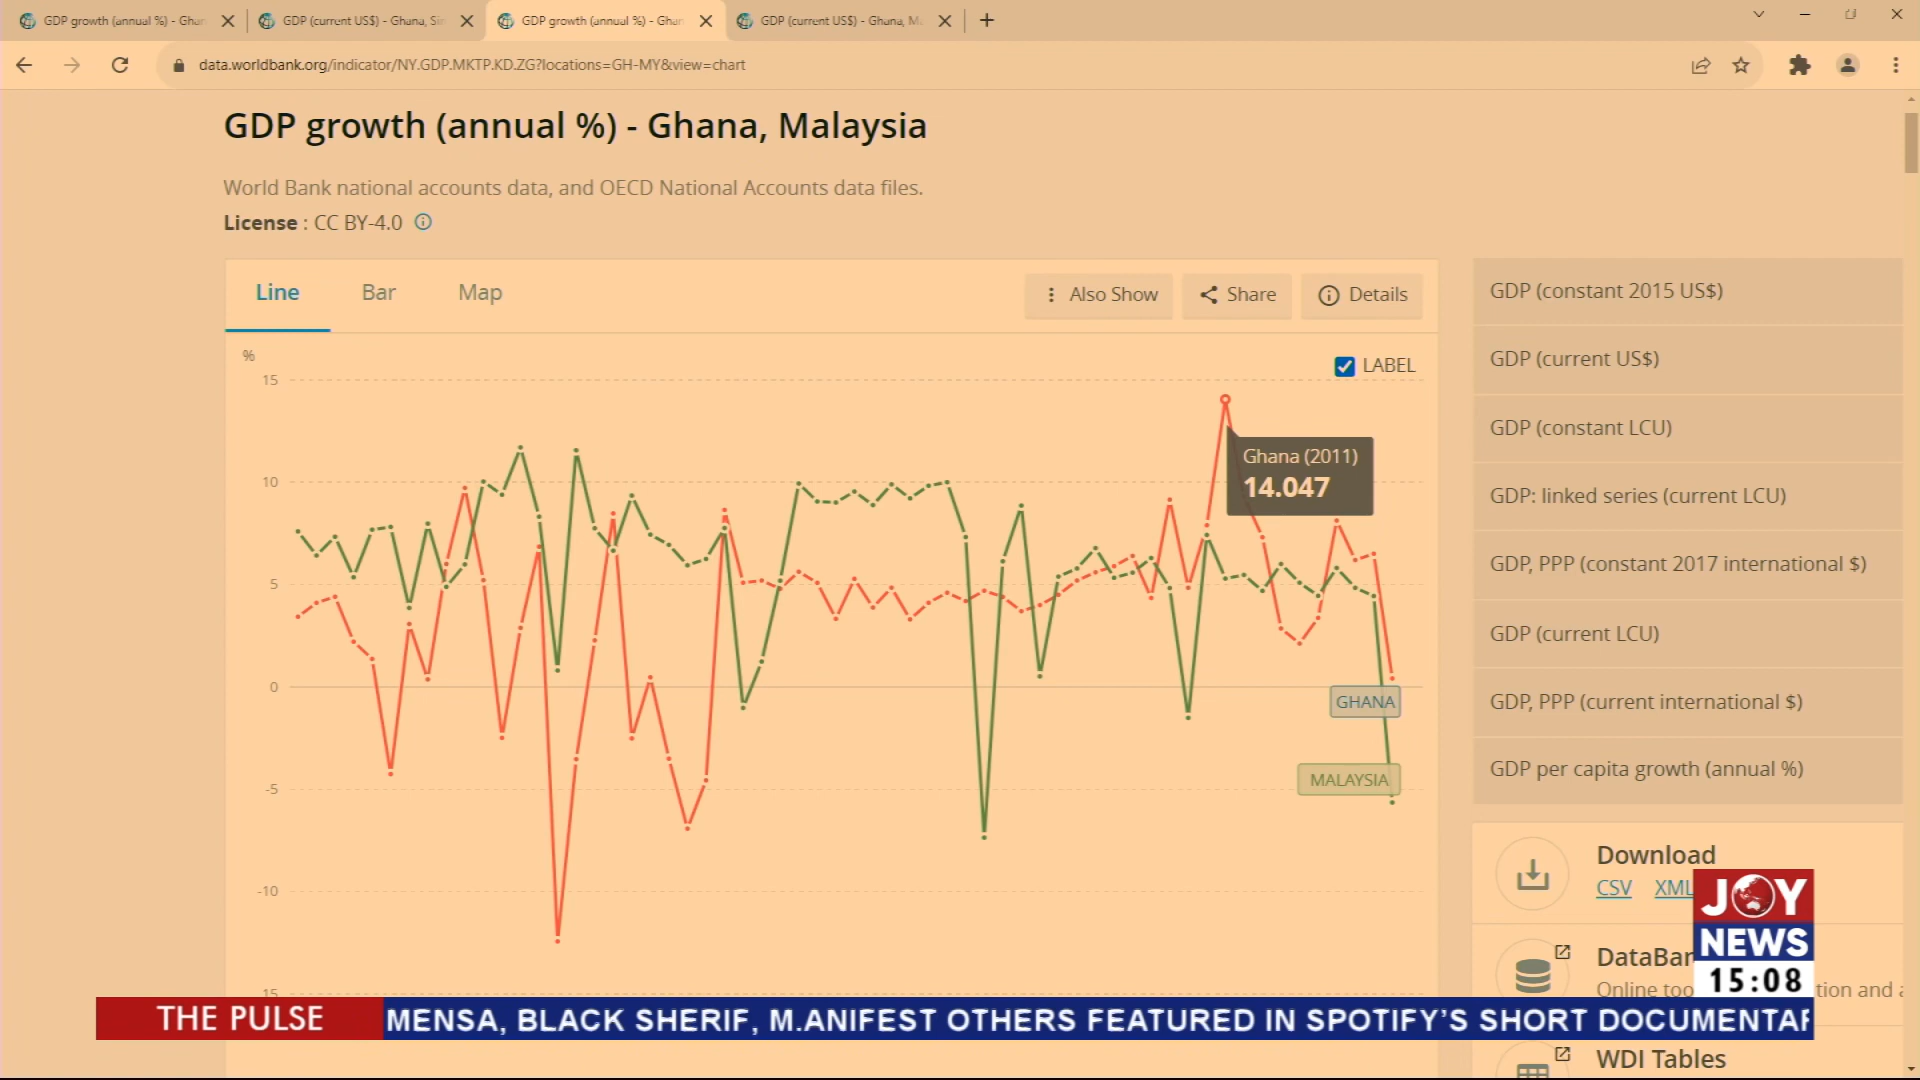 GDP growth (annual %) - Ghan
GDP (current US$) - Ghana, Sin
GDP growth (annual %) - Ghan
GDP (current US$) - Ghana, M
data.worldbank.org/indicator/NY.GDP.MKTP.KD.ZG?locations=GH-MY&view=chart
GDP growth (annual %) - Ghana, Malaysia
World Bank national accounts data, and OECD National Accounts data files.
License : CC BY-4.0
Line
Bar
Map
Also Show
Share
Details
%
LABEL
15
10
5
0
-5
-10
15
Ghana (2011)
14.047
GHANA
MALAYSIA
GDP (constant 2015 US$)
GDP (current US$)
GDP (constant LCU)
GDP: linked series (current LCU)
GDP, PPP (constant 2017 international $)
GDP (current LCU)
GDP, PPP (current international $)
GDP per capita growth (annual %)
Download
CSV XML
DataBan
Online too tion and a
WDI Tables
JOY
NEWS
15:08
THE PULSE
MENSA, BLACK SHERIF, M.ANIFEST OTHERS FEATURED IN SPOTIFY'S SHORT DOCUMENTAR